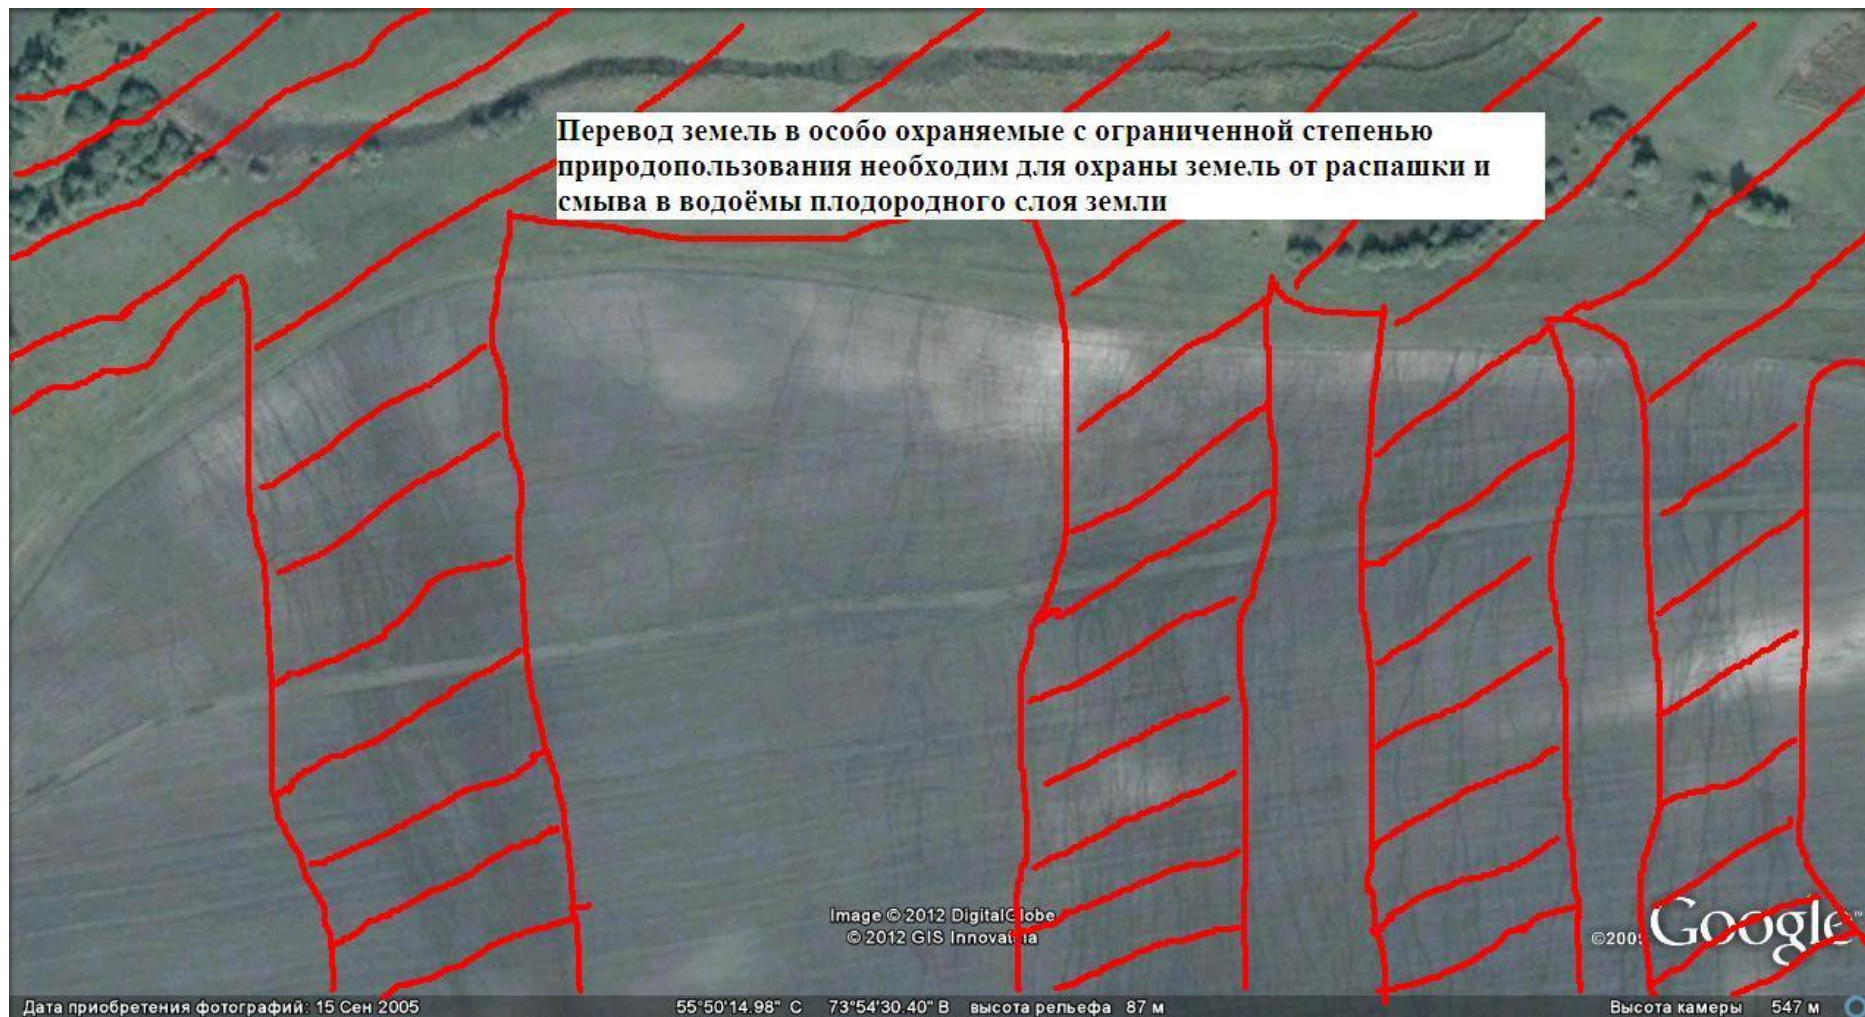 Перевод земель в особо охраняемые с ограниченной степенью
природопользования необходим для охраны земель от распашки и
смыва в водоёмы плодородного слоя земли
Image © 2012 DigitalGlobe
© 2012 GIS Innovatsia
©2009 Google™
Дата приобретения фотографий: 15 Сен 2005 55°50'14.98" С 73°54'30.40" В высота рельефа 87 м Высота камеры 547 м